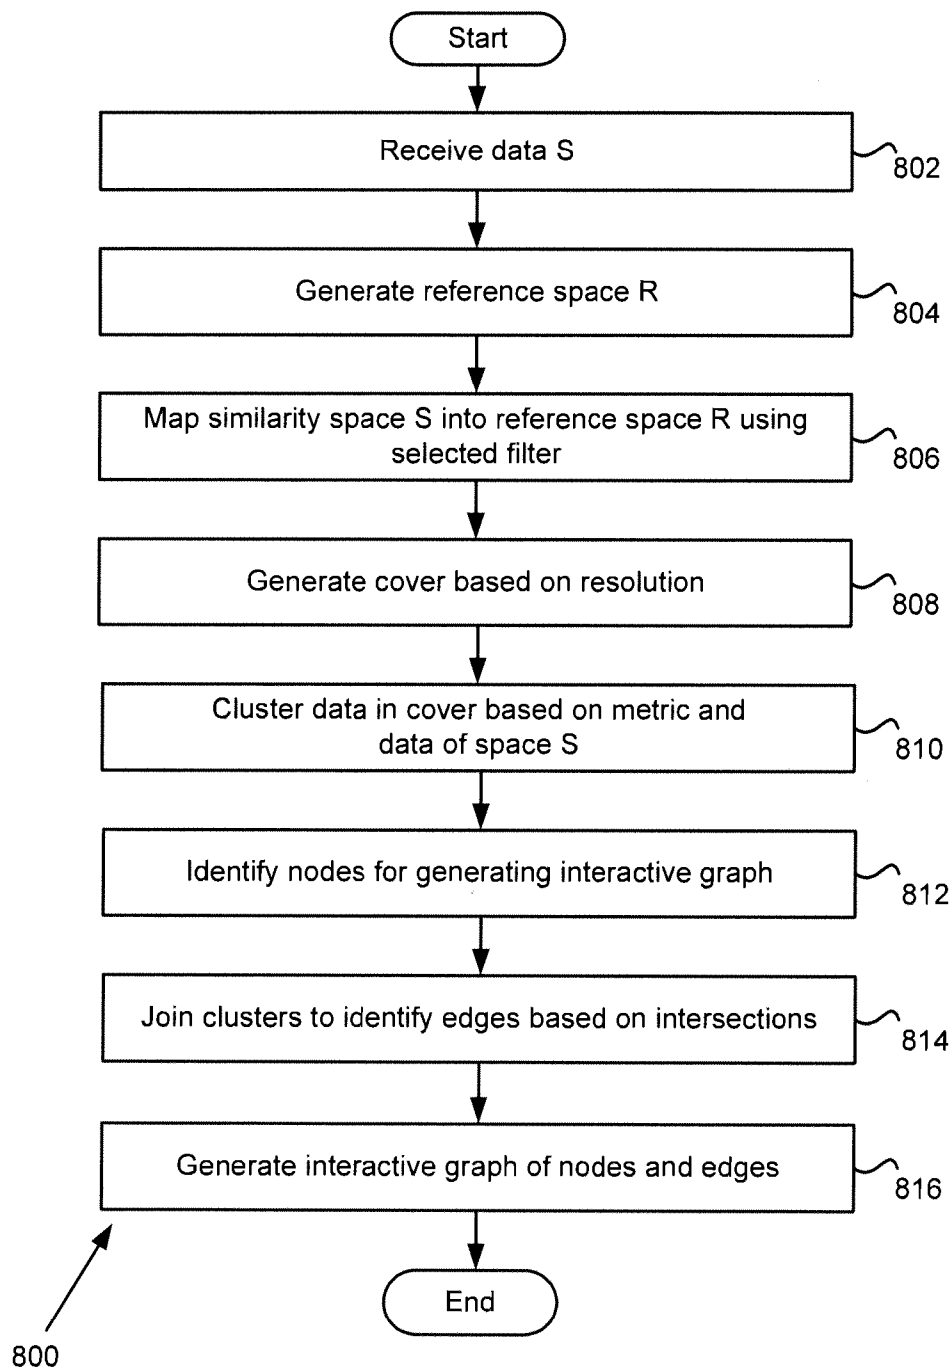 Start
Receive data S
802
Generate reference space R
804
Map similarity space S into reference space R using
selected filter
806
Generate cover based on resolution
808
Cluster data in cover based on metric and
data of space S
810
Identify nodes for generating interactive graph
812
Join clusters to identify edges based on intersections
814
Generate interactive graph of nodes and edges
816
End
800